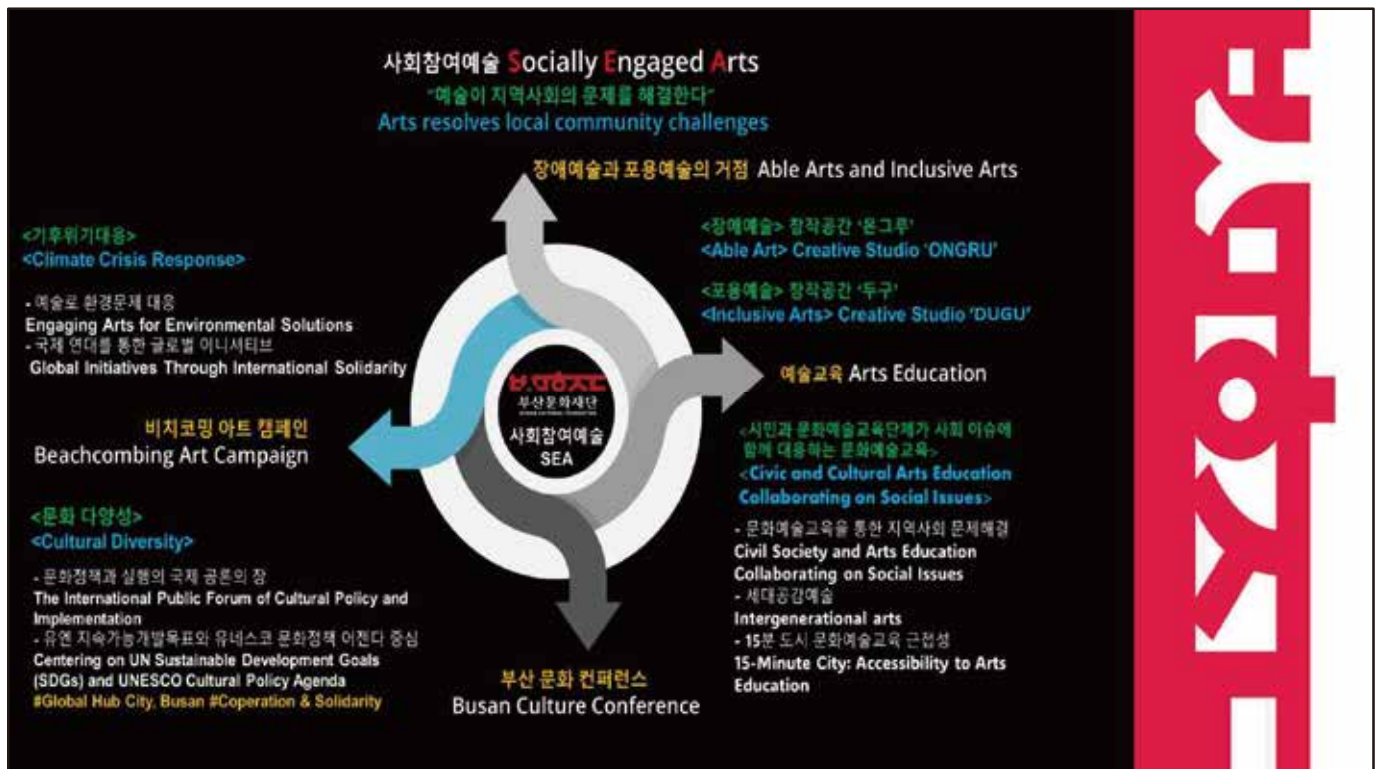 사회참여예술 Socially Engaged Arts
"예술이 지역사회의 문제를 해결한다"
Arts resolves local community challenges
장애예술과 포용예술의 거점 Able Arts and Inclusive Arts
<장애예술> 창작공간 '온그루'
<Able Art> Creative Studio 'ONGRU'
<포용예술> 창작공간 '두구'
<Inclusive Arts> Creative Studio 'DUGU'
<기후위기대응>
<Climate Crisis Response>
- 예술로 환경문제 대응
Engaging Arts for Environmental Solutions
- 국제 연대를 통한 글로벌 이니셔티브
Global Initiatives Through International Solidarity
비치코밍 아트 캠페인
Beachcombing Art Campaign
부산문화재단
사회참여예술
SEA
예술교육 Arts Education
<시민과 문화예술교육단체가 사회 이슈에
함께 대응하는 문화예술교육>
<Civic and Cultural Arts Education
Collaborating on Social Issues>
- 문화예술교육을 통한 지역사회 문제해결
Civil Society and Arts Education
Collaborating on Social Issues
- 세대공감예술
Intergenerational arts
- 15분 도시 문화예술교육 근접성
15-Minute City: Accessibility to Arts
Education
<문화 다양성>
<Cultural Diversity>
- 문화정책과 실행의 국제 공론의 장
The International Public Forum of Cultural Policy and
Implementation
- 유엔 지속가능개발목표와 유네스코 문화정책 어젠다 중심
Centering on UN Sustainable Development Goals
(SDGs) and UNESCO Cultural Policy Agenda
#Global Hub City, Busan #Coperation & Solidarity
부산 문화 컨퍼런스
Busan Culture Conference